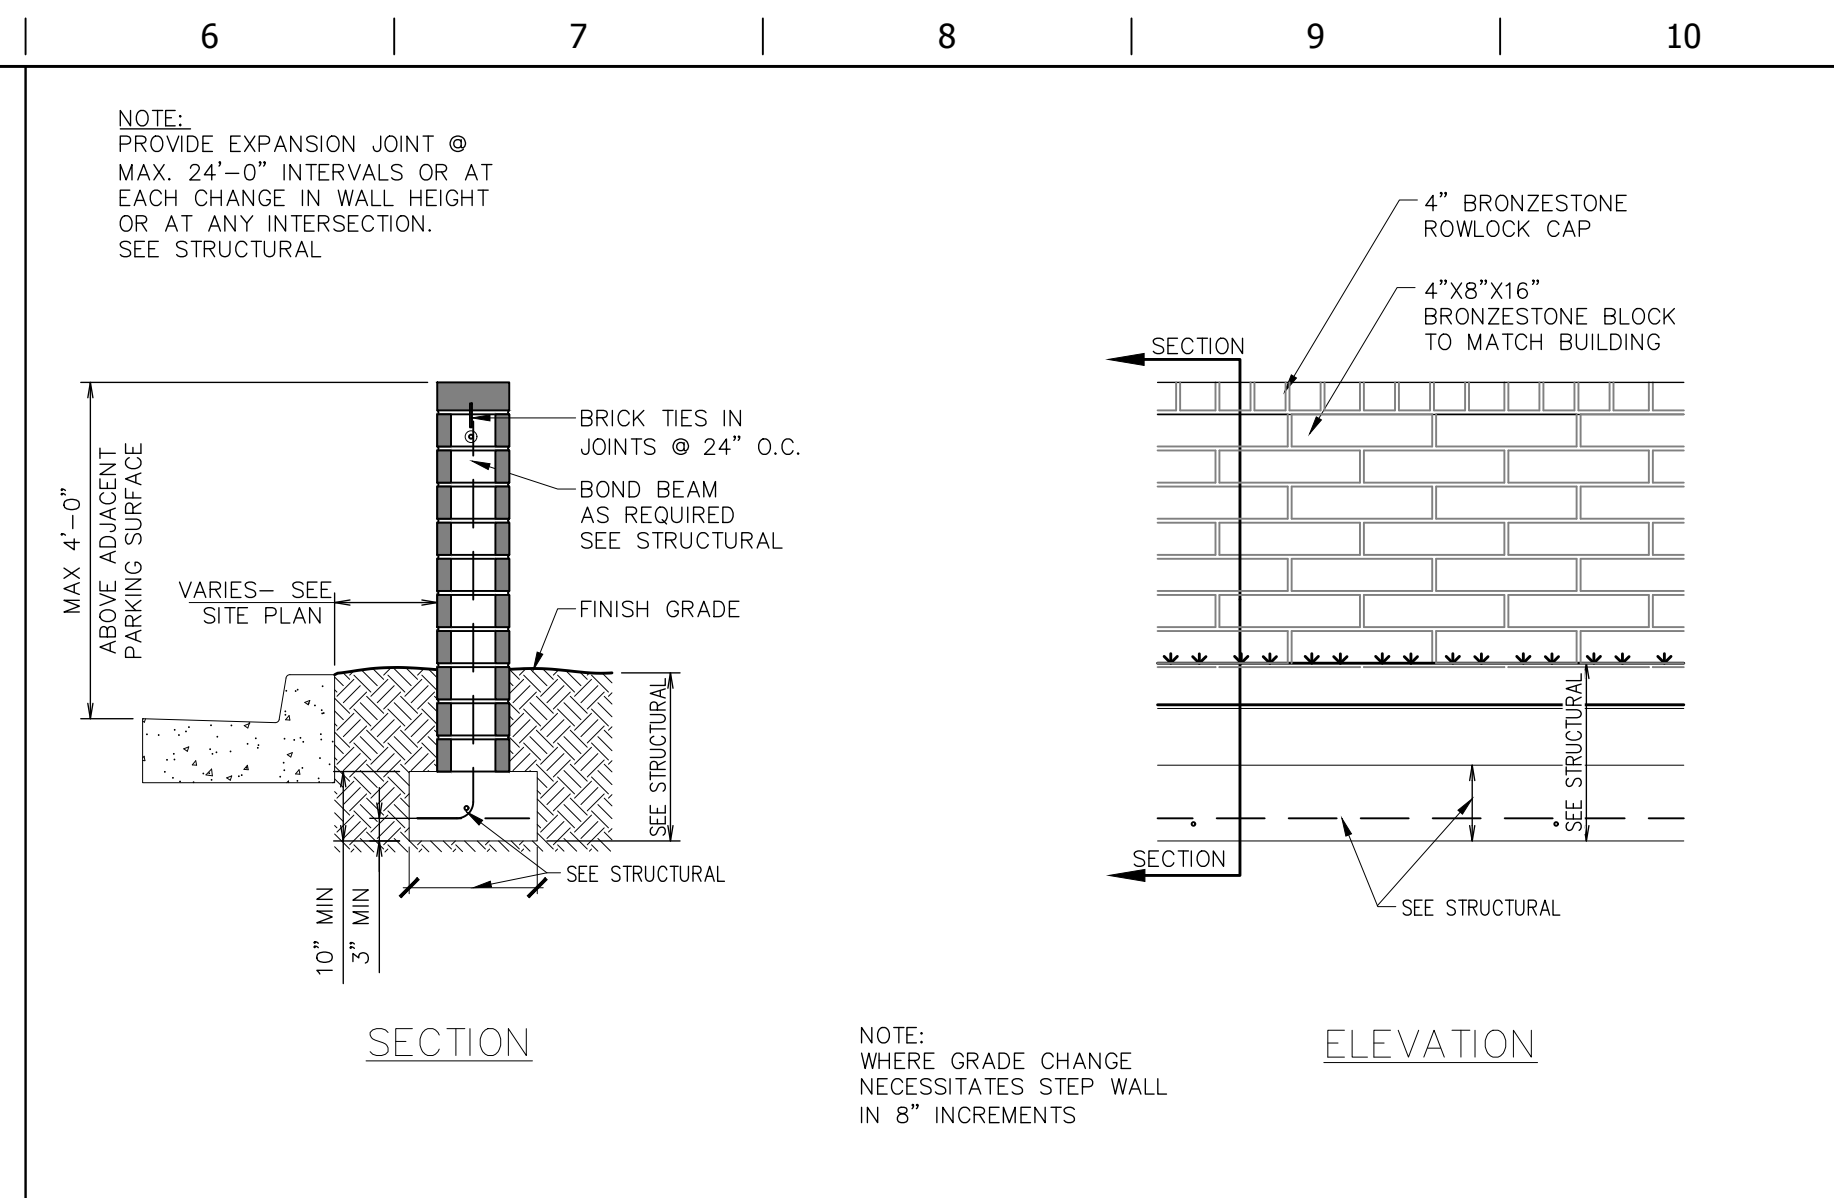 6
7
8
9
10
NOTE:
PROVIDE EXPANSION JOINT @
MAX. 24'-0" INTERVALS OR AT
EACH CHANGE IN WALL HEIGHT
OR AT ANY INTERSECTION.
SEE STRUCTURAL
4" BRONZESTONE
ROWLOCK CAP
4"X8"X16"
BRONZESTONE BLOCK
TO MATCH BUILDING
SECTION
BRICK TIES IN
JOINTS @ 24" O.C.
BOND BEAM
AS REQUIRED
SEE STRUCTURAL
MAX 4'-0"
ABOVE ADJACENT
PARKING SURFACE
VARIES- SEE
SITE PLAN
FINISH GRADE
SEE STRUCTURAL
SEE STRUCTURAL
SECTION
SEE STRUCTURAL
SEE STRUCTURAL
10" MIN
3" MIN
SECTION
ELEVATION
NOTE:
WHERE GRADE CHANGE
NECESSITATES STEP WALL
IN 8" INCREMENTS